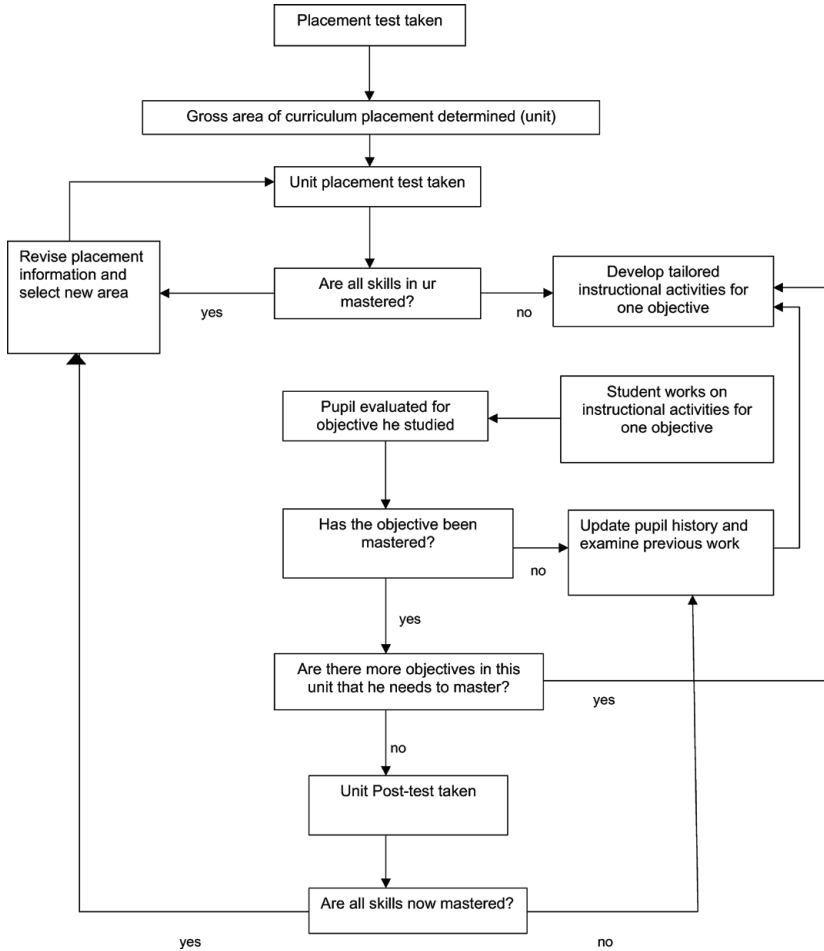 Placement test taken
Gross area of curriculum placement determined (unit)
Unit placement test taken
Revise placement
information and
select new area
Are all skills in ur
mastered?
Develop tailored
instructional activities for
one objective
yes
no
Pupil evaluated for
objective he studied
Student works on
instructional activities for
one objective
Has the objective been
mastered?
Update pupil history and
examine previous work
no
yes
Are there more objectives in this
unit that he needs to master?
yes
no
Unit Post-test taken
Are all skills now mastered?
yes
no